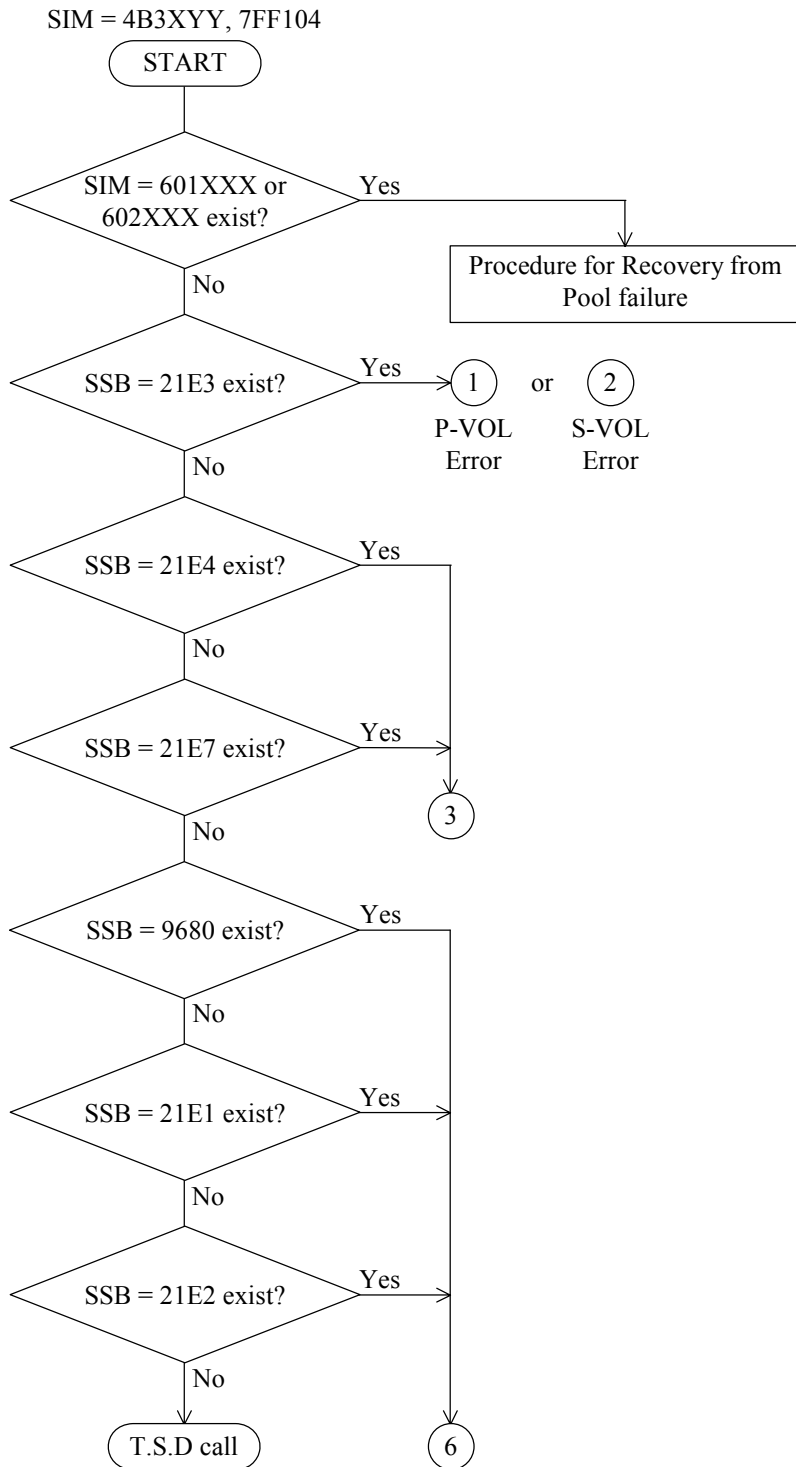 SIM = 4B3XYY, 7FF104
START
SIM = 601XXX or
602XXX exist?
Yes
Procedure for Recovery from
Pool failure
No
SSB = 21E3 exist?
Yes
1 or 2
P-VOL
Error
S-VOL
Error
No
SSB = 21E4 exist?
Yes
No
SSB = 21E7 exist?
Yes
3
No
SSB = 9680 exist?
Yes
No
SSB = 21E1 exist?
Yes
No
SSB = 21E2 exist?
Yes
No
T.S.D call
6